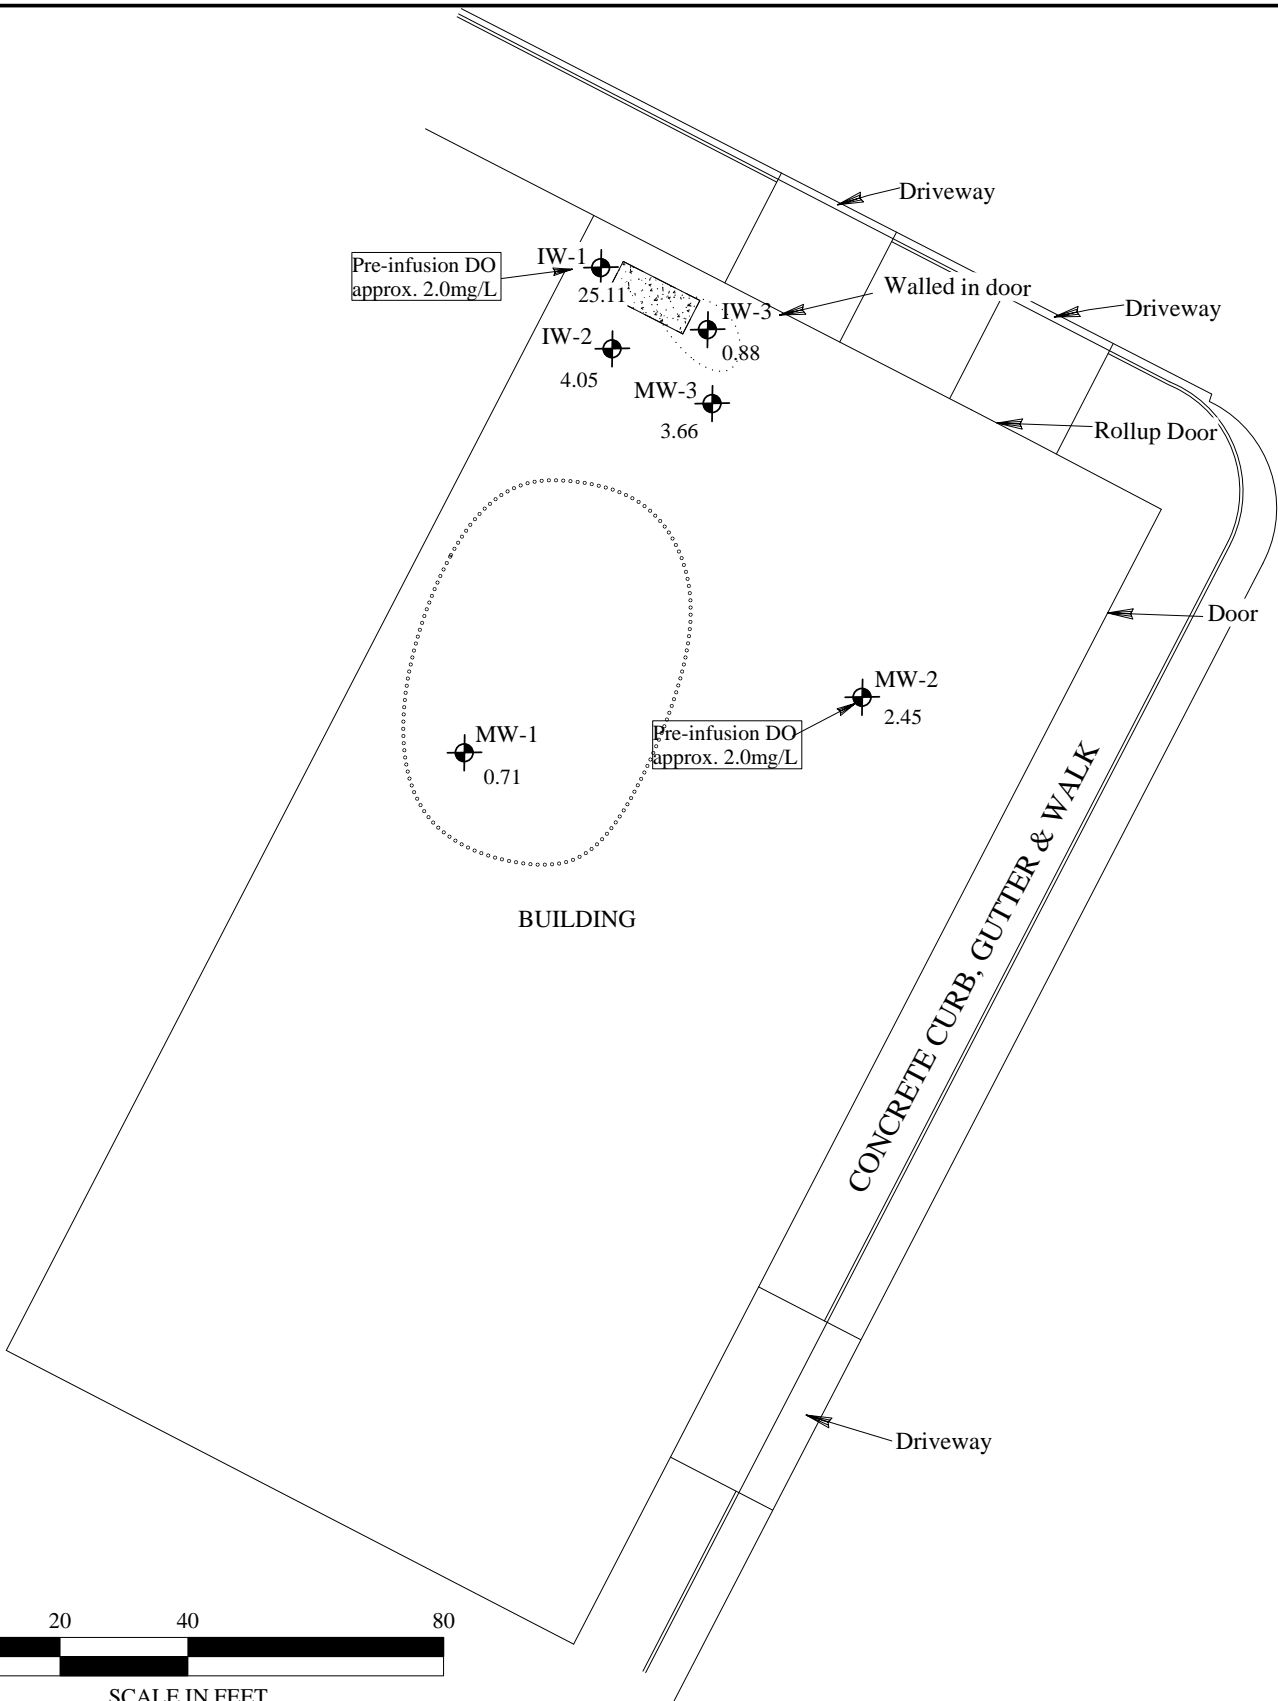 Driveway
IW-1
Pre-infusion DO
approx. 2.0mg/L
Walled in door
25.11
Driveway
IW-3
IW-2
0.88
4.05
MW-3
3.66
Rollup Door
Door
MW-2
2.45
Pre-infusion DO
approx. 2.0mg/L
MW-1
0.71
CONCRETE CURB, GUTTER & WALK
BUILDING
Driveway
20 40 80
SCALE IN FEET